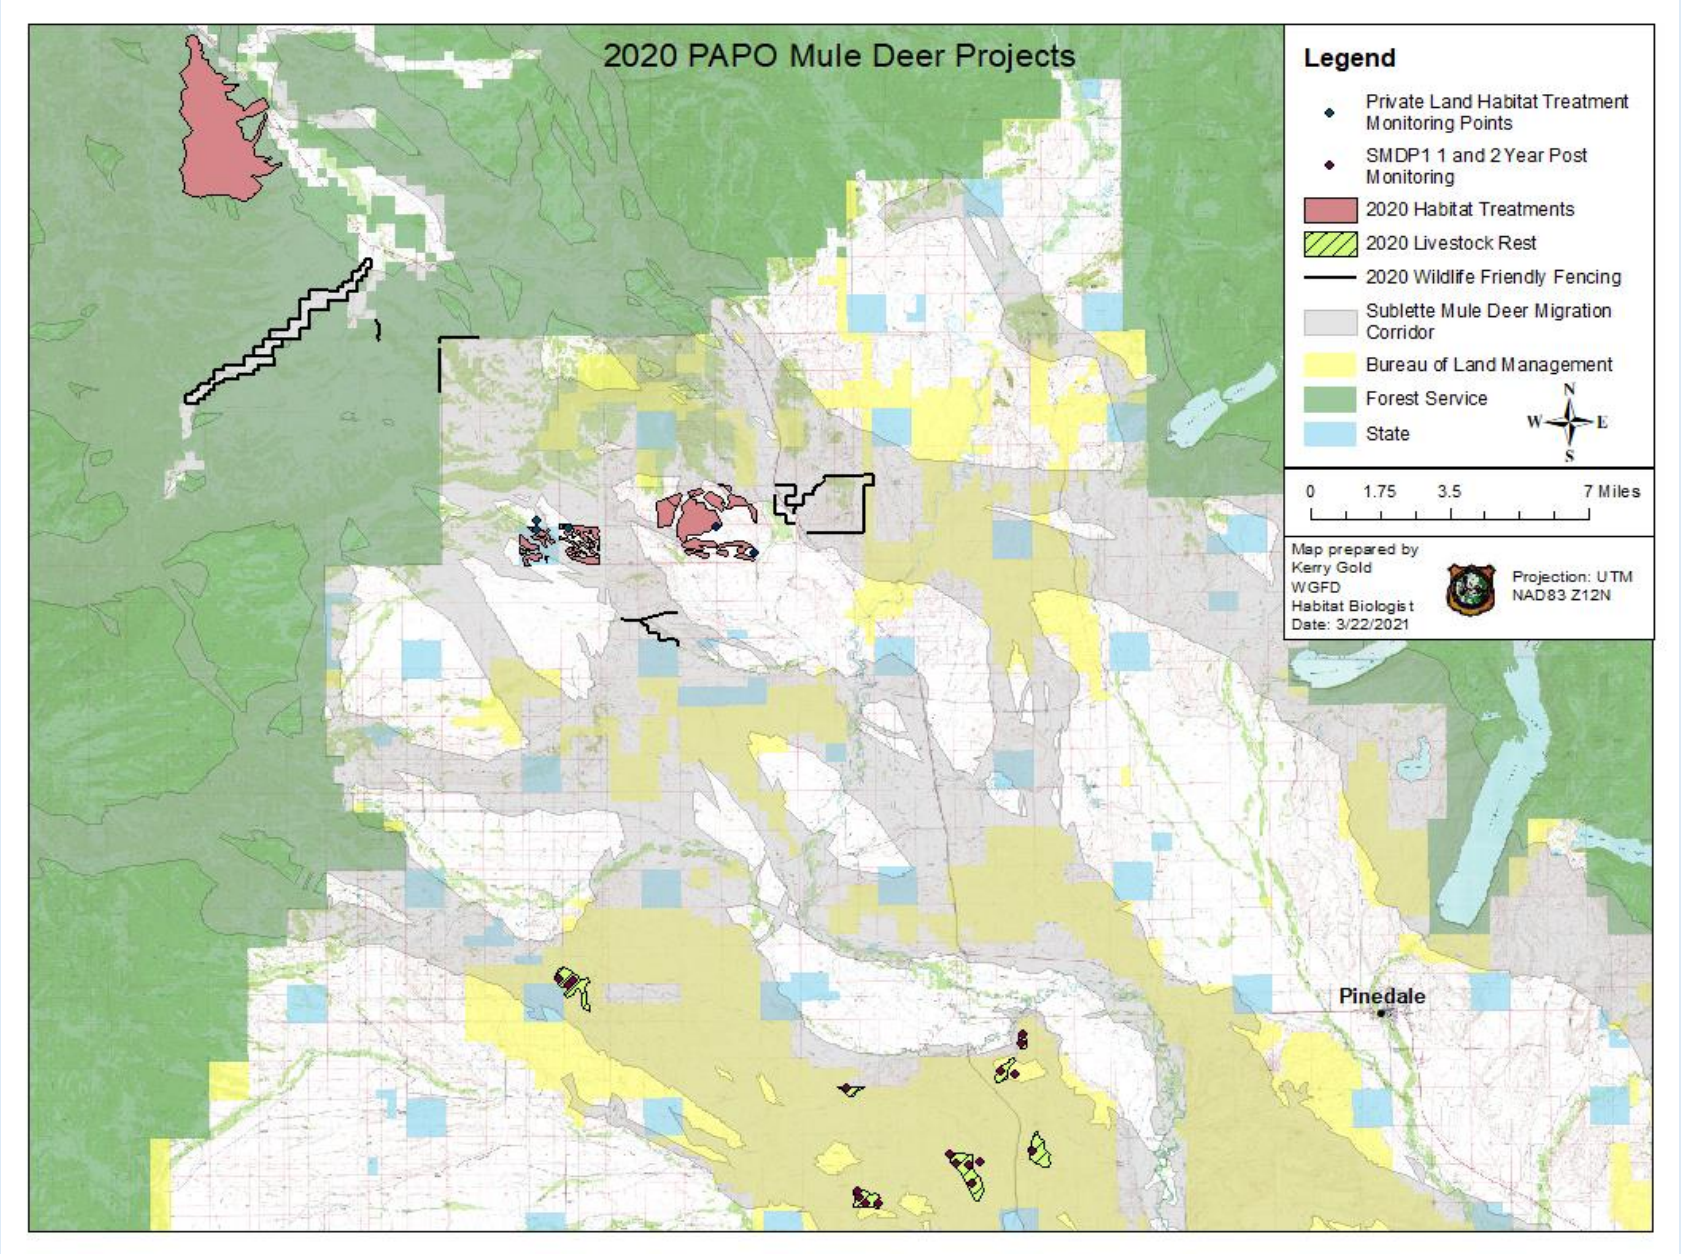 2020 PAPO Mule Deer Projects
Legend
Private Land Habitat Treatment
Monitoring Points
SMDP1 1 and 2 Year Post
Monitoring
2020 Habitat Treatments
2020 Livestock Rest
2020 Wildlife Friendly Fencing
Sublette Mule Deer Migration
Corridor
Bureau of Land Management
Forest Service
State
N
W E
S
0 1.75 3.5 7 Miles
Map prepared by
Kerry Gold
WGFD
Habitat Biologist
Date: 3/22/2021
Projection: UTM
NAD83 Z12N
Pinedale